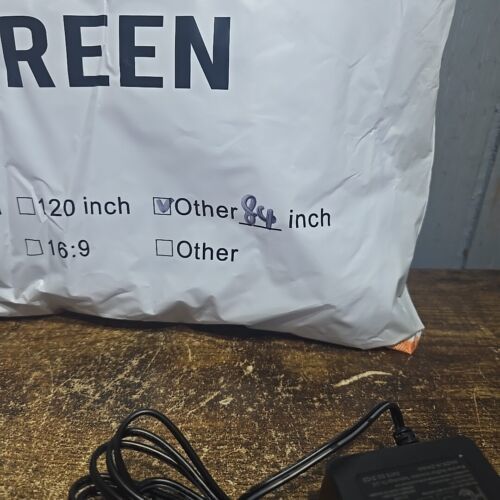 REEN
☐120 inch ☑Other 84 inch
☐16:9 ☐Other